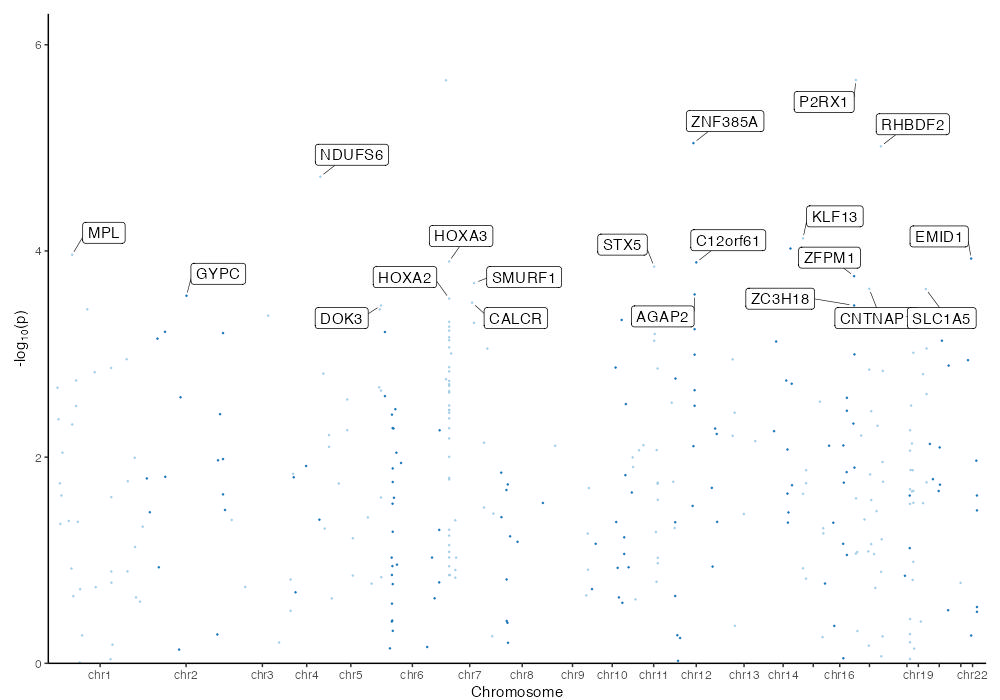 6
P2RX1
ZNF385A
RHBDF2
NDUFS6
KLF13
MPL
HOXA3
C12orf61
EMID1
STX5
4
ZFPM1
GYPC
HOXA2
SMURF1
ZC3H18
DOK3
CALCR
AGAP2
CNTNAP
SLC1A5
-log10(p)
2
0
chr1 chr2 chr3 chr4 chr5 chr6 chr7 chr8 chr9 chr10 chr11 chr12 chr13 chr14 chr16 chr19 chr22
Chromosome